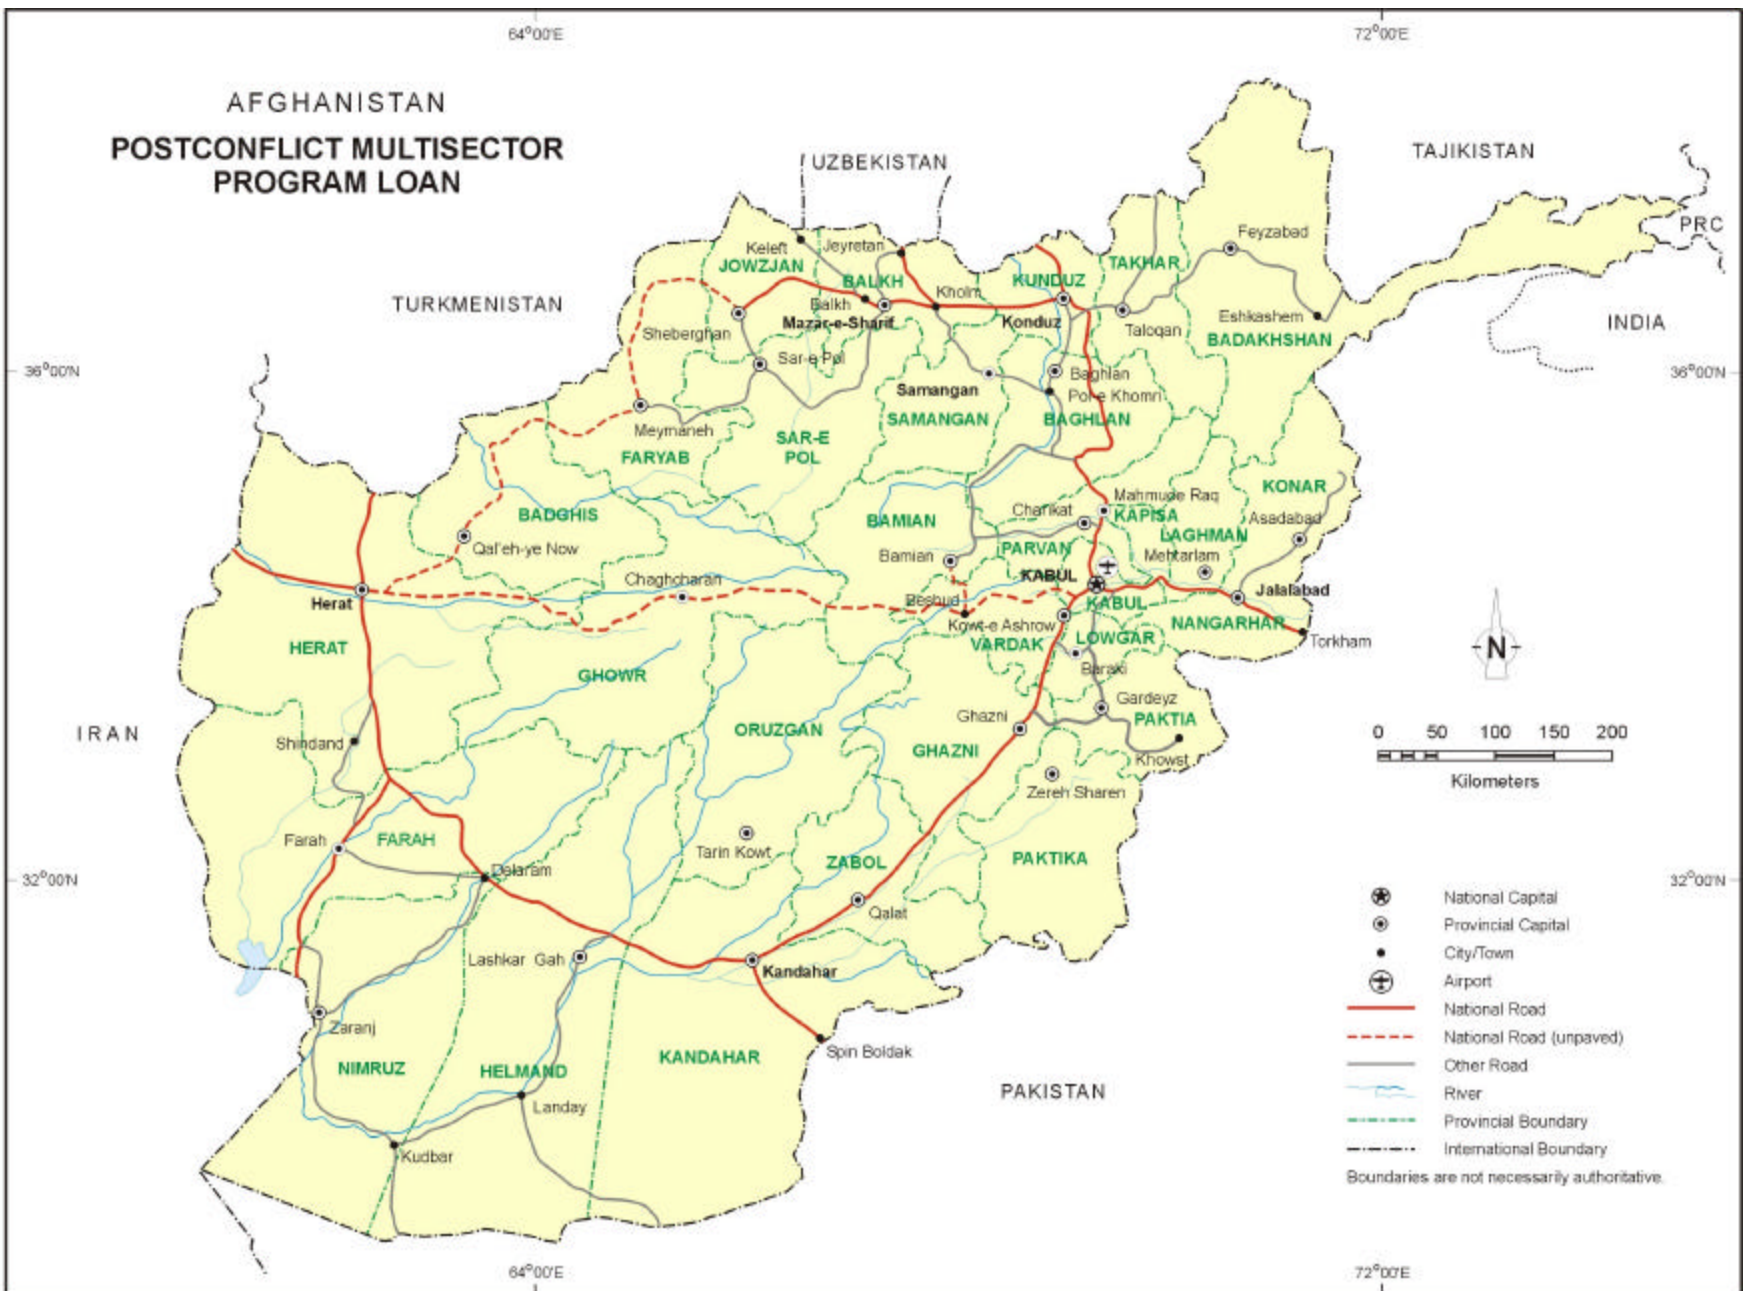 64°00'E
72°00'E
AFGHANISTAN
POSTCONFLICT MULTISECTOR
PROGRAM LOAN
UZBEKISTAN
TAJIKISTAN
PRC
TURKMENISTAN
INDIA
IRAN
PAKISTAN
36°00'N
36°00'N
32°00'N
32°00'N
Keleft
Jeyretan
JOWZJAN
BALKH
Balkh
Mazar-e-Sharif
Kholm
KUNDUZ
Konduz
TAKHAR
Taloqan
Feyzabad
Eshkashem
BADAKHSHAN
Sheberghan
Sar-e Pol
Samangan
SAMANGAN
Baghlan
Pol-e Khomri
BAGHLAN
Meymaneh
FARYAB
SAR-E
POL
BADGHIS
Qal'eh-ye Now
BAMIAN
Bamian
Charikat
Mahmude Raq
KAPISA
PARVAN
LAGHMAN
Mehtarlam
KONAR
Asadabad
Chaghcharan
KABUL
KABUL
Jalalabad
NANGARHAR
Torkham
Herat
HERAT
Beshud
Kowt-e Ashrow
VARDAK
LOWGAR
Baraki
GHOWR
Gardeyz
PAKTIA
Khowst
Ghazni
GHAZNI
ORUZGAN
Shindand
Zereh Sharen
Farah
FARAH
Tarin Kowt
ZABOL
PAKTIKA
Delaram
Qalat
Lashkar Gah
Kandahar
Zaranj
Spin Boldak
NIMRUZ
HELMAND
KANDAHAR
Landay
Kudbar
N
0 50 100 150 200
Kilometers
National Capital
Provincial Capital
City/Town
Airport
National Road
National Road (unpaved)
Other Road
River
Provincial Boundary
International Boundary
Boundaries are not necessarily authoritative.
64°00'E
72°00'E